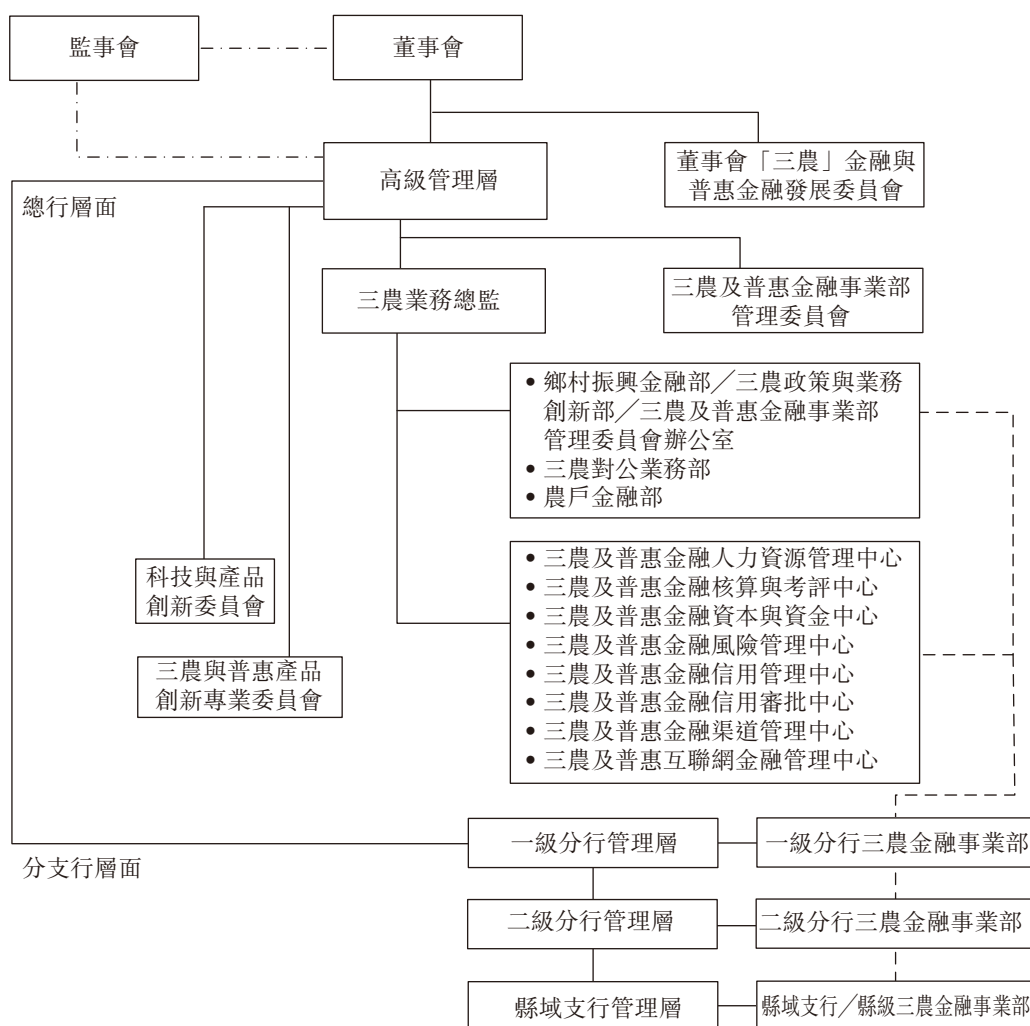 監事會
董事會
高級管理層
董事會「三農」金融與
普惠金融發展委員會
總行層面
三農業務總監
三農及普惠金融事業部
管理委員會
• 鄉村振興金融部／三農政策與業務
創新部／三農及普惠金融事業部
管理委員會辦公室
• 三農對公業務部
• 農戶金融部
科技與產品
創新委員會
三農與普惠產品
創新專業委員會
• 三農及普惠金融人力資源管理中心
• 三農及普惠金融核算與考評中心
• 三農及普惠金融資本與資金中心
• 三農及普惠金融風險管理中心
• 三農及普惠金融信用管理中心
• 三農及普惠金融信用審批中心
• 三農及普惠金融渠道管理中心
• 三農及普惠互聯網金融管理中心
一級分行管理層
一級分行三農金融事業部
分支行層面
二級分行管理層
二級分行三農金融事業部
縣域支行管理層
縣域支行／縣級三農金融事業部